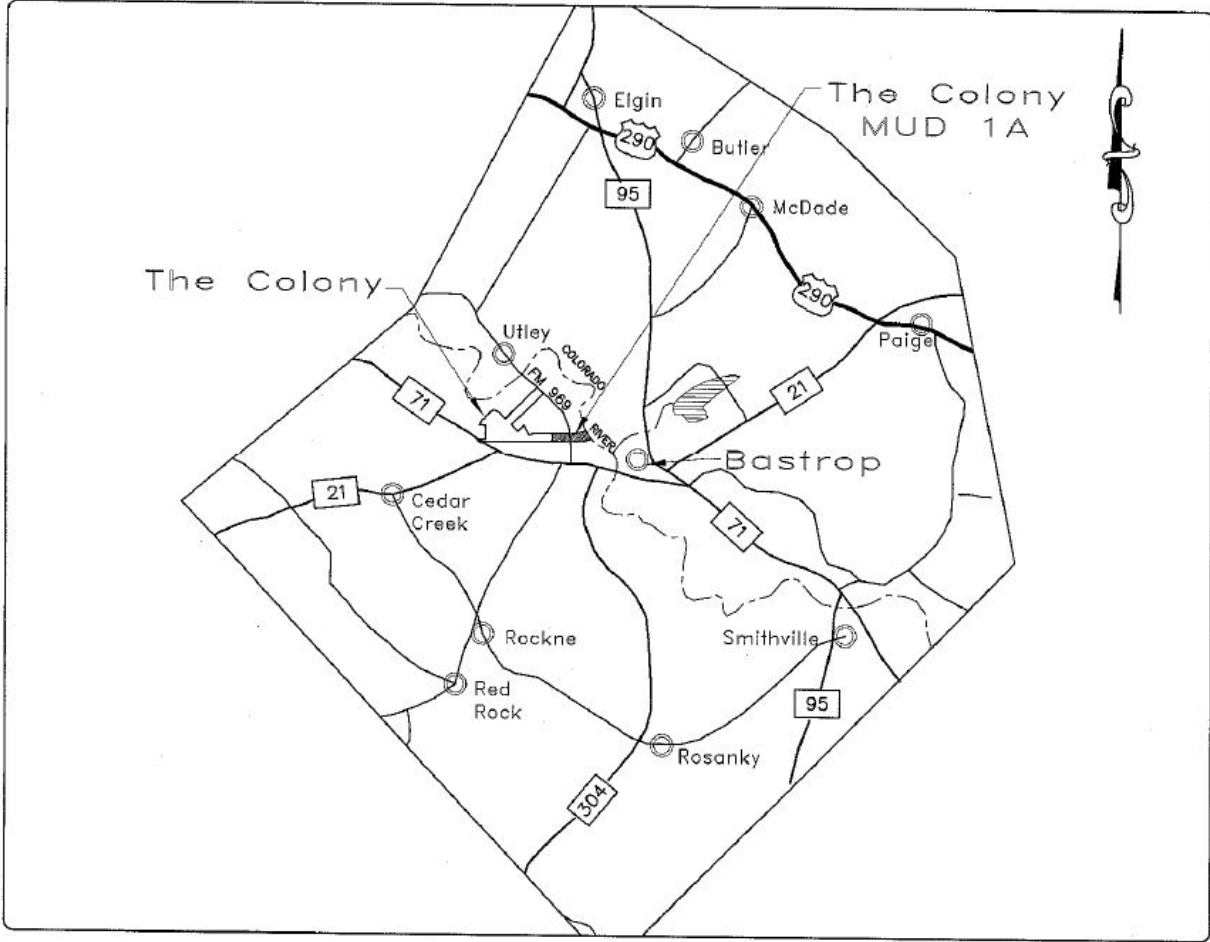 Elgin
The Colony
MUD 1A
290
Butler
95
McDade
The Colony
290
Utley
Paige
COLORADO
FM 969
71
21
RIVER
Bastrop
21
Cedar
Creek
71
Rockne
Smithville
Red
Rock
95
Rosanky
304